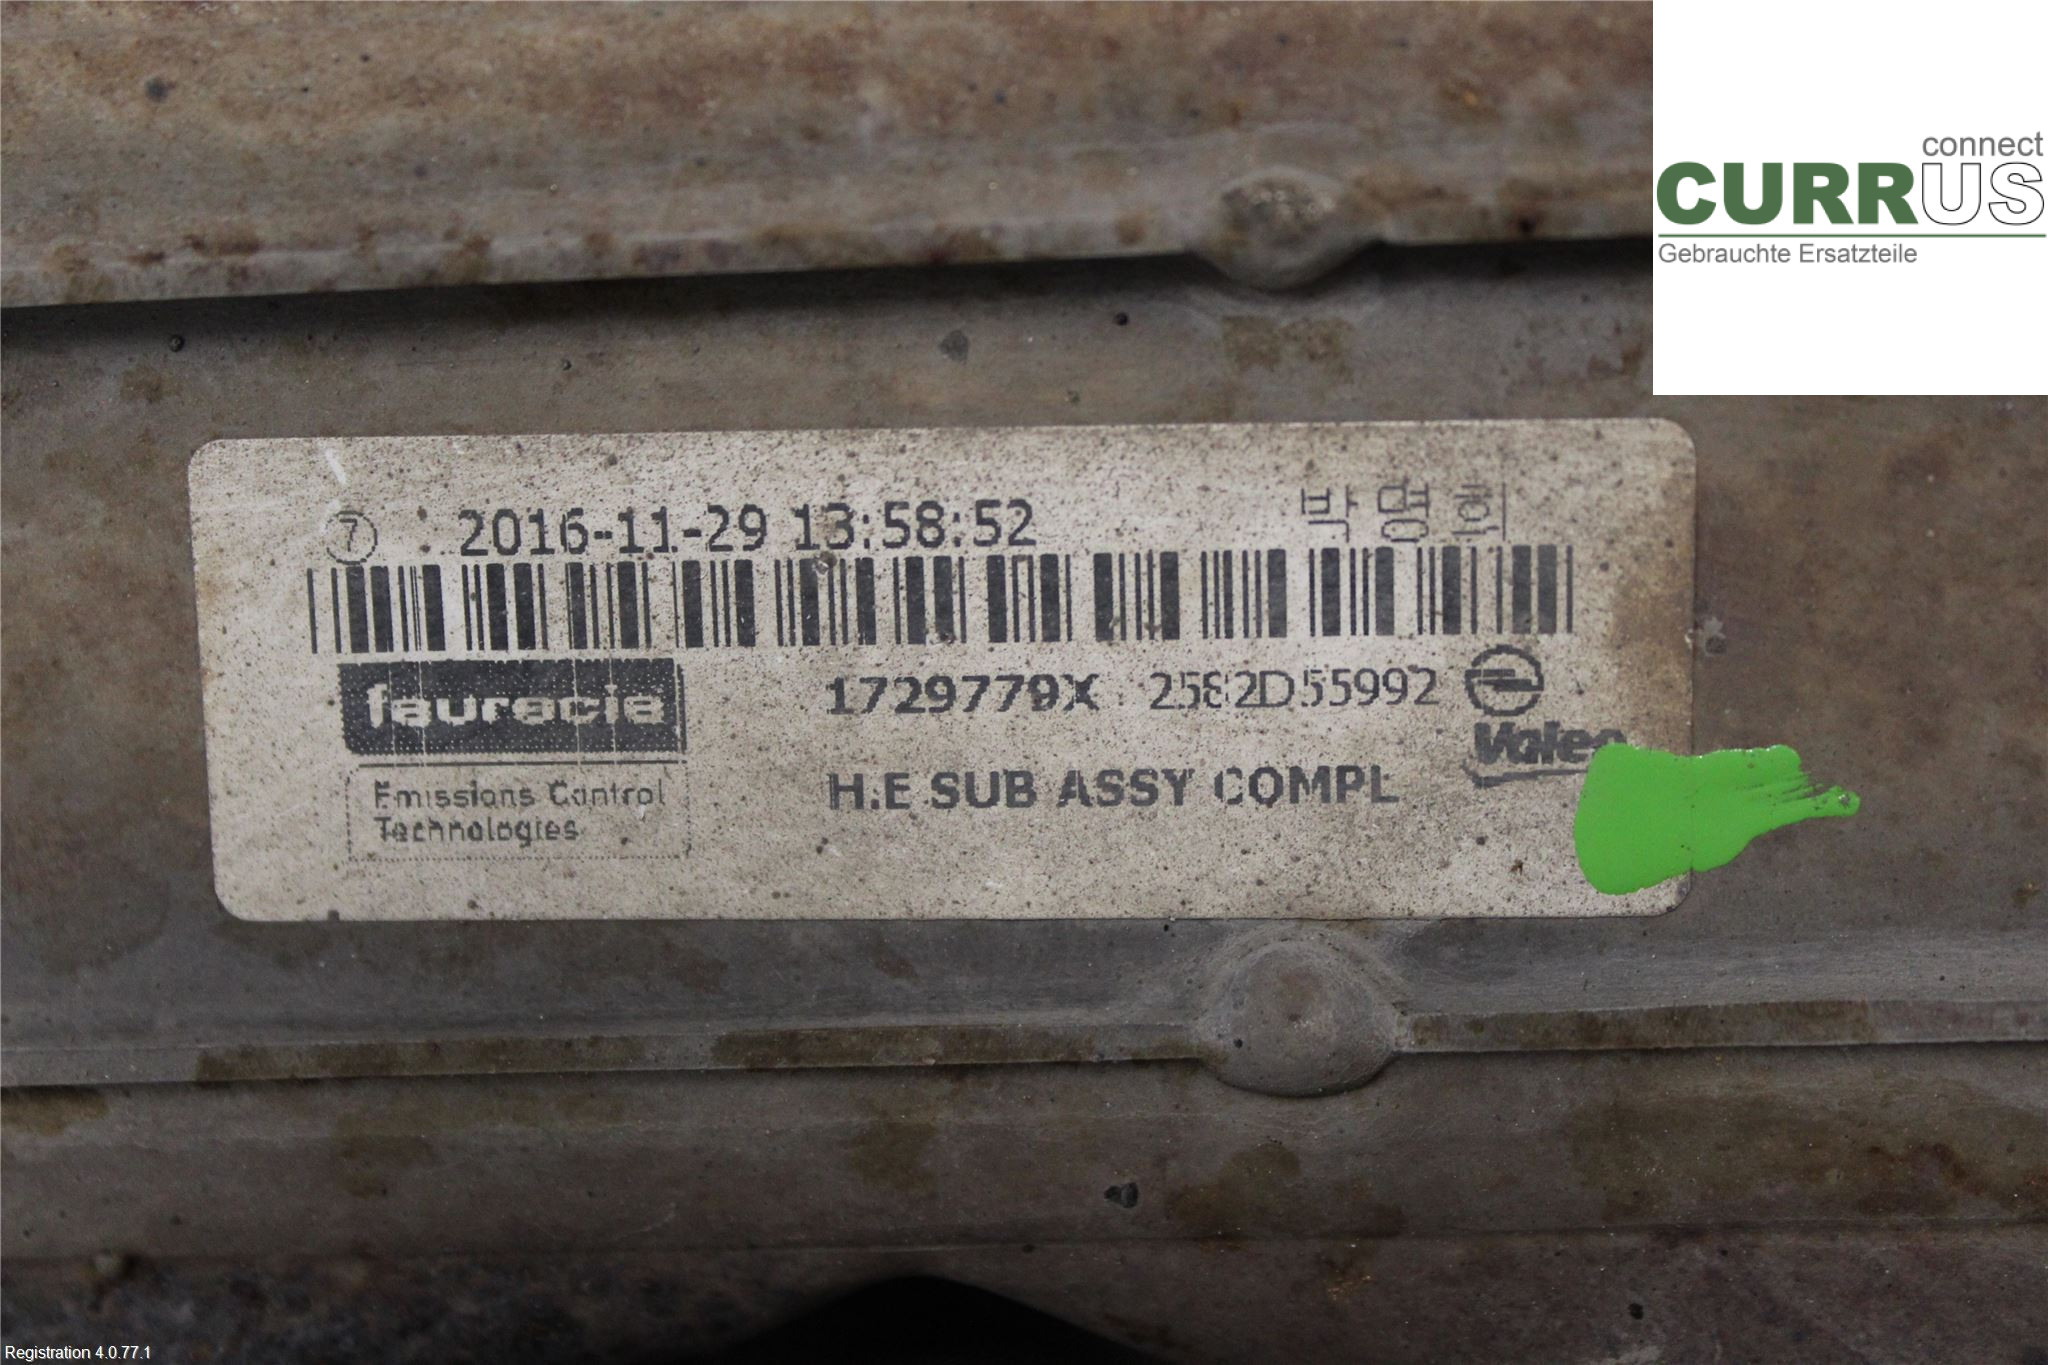 connect
CURRUS
Gebrauchte Ersatzteile
7 2016-11-29 13:58:52 박명희
faurecia
1729779X 2582D55992
Valeo
Emissions Control
Technologies
H.E SUB ASSY COMPL
Registration 4.0.77.1